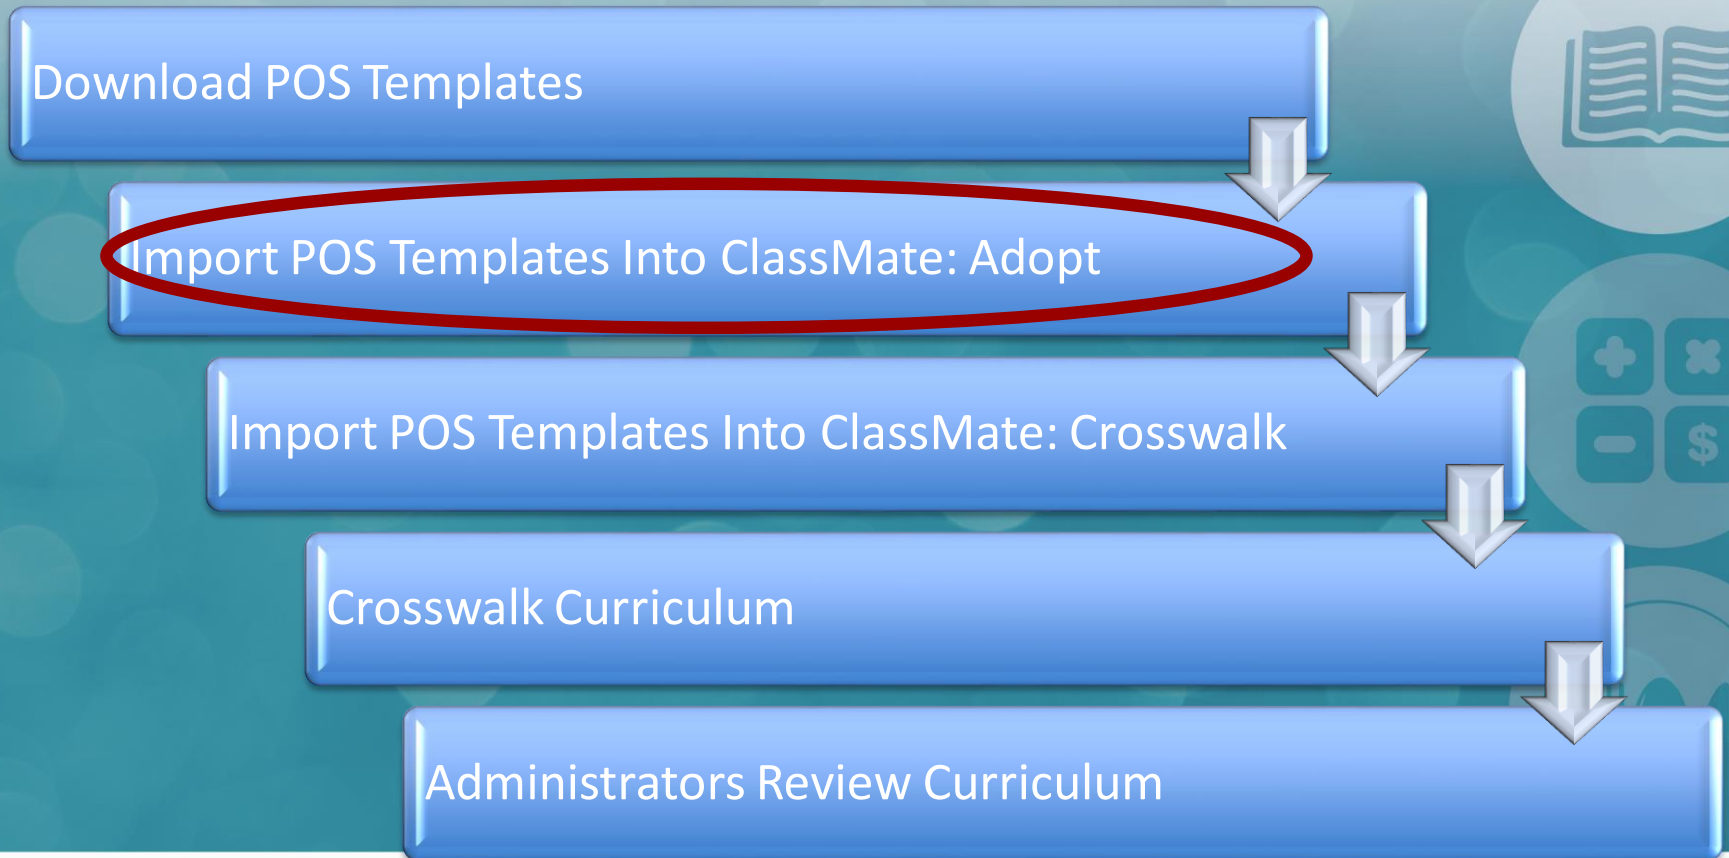 Download POS Templates
Import POS Templates Into ClassMate: Adopt
Import POS Templates Into ClassMate: Crosswalk
Crosswalk Curriculum
Administrators Review Curriculum